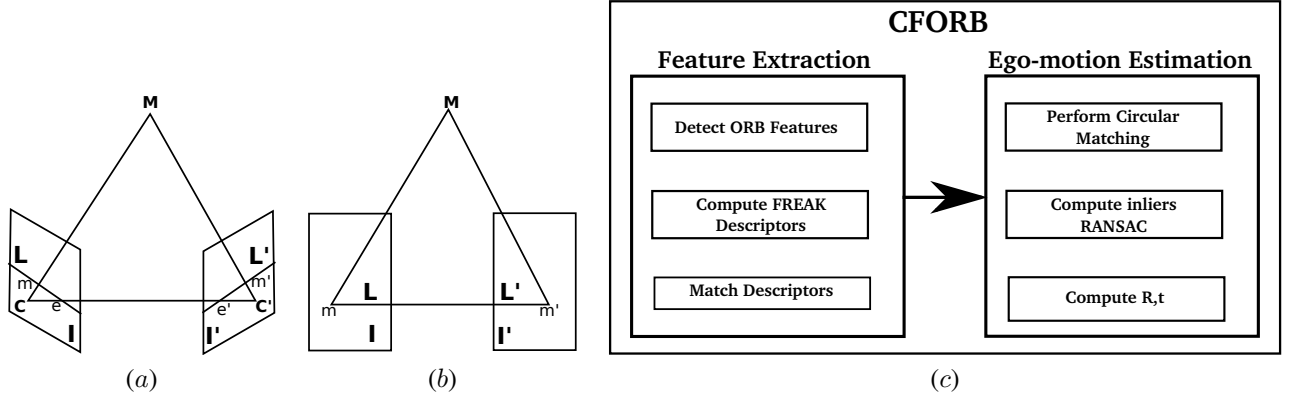 M
L
m
C
e
I
L'
m'
C'
e'
I'
(a)
M
L
m
I
L'
m'
I'
(b)
CFORB
Feature Extraction
Detect ORB Features
Compute FREAK
Descriptors
Match Descriptors
Ego-motion Estimation
Perform Circular
Matching
Compute inliers
RANSAC
Compute R,t
(c)